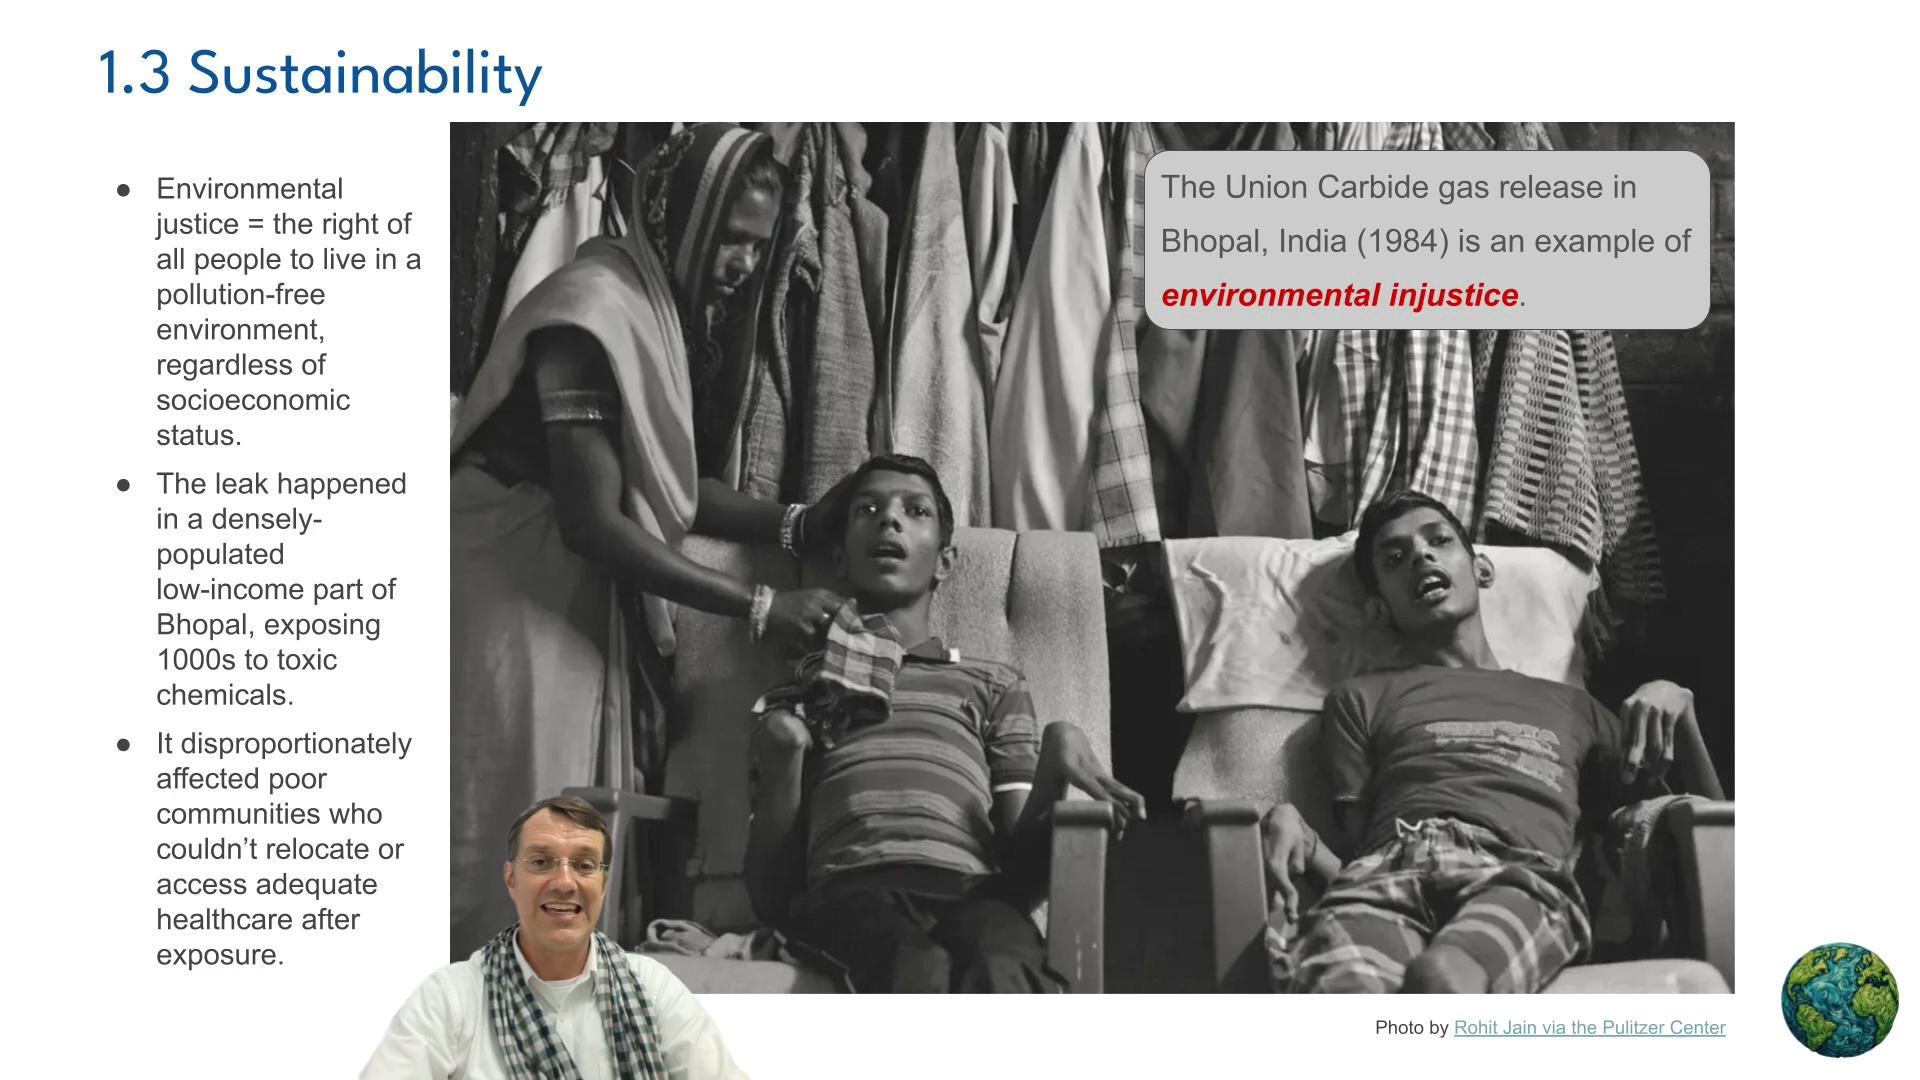 1.3 Sustainability
● Environmental
justice = the right of
all people to live in a
pollution-free
environment,
regardless of
socioeconomic
status.
● The leak happened
in a densely-
populated
low-income part of
Bhopal, exposing
1000s to toxic
chemicals.
● It disproportionately
affected poor
communities who
couldn’t relocate or
access adequate
healthcare after
exposure.
The Union Carbide gas release in
Bhopal, India (1984) is an example of
environmental injustice.
Photo by Rohit Jain via the Pulitzer Center